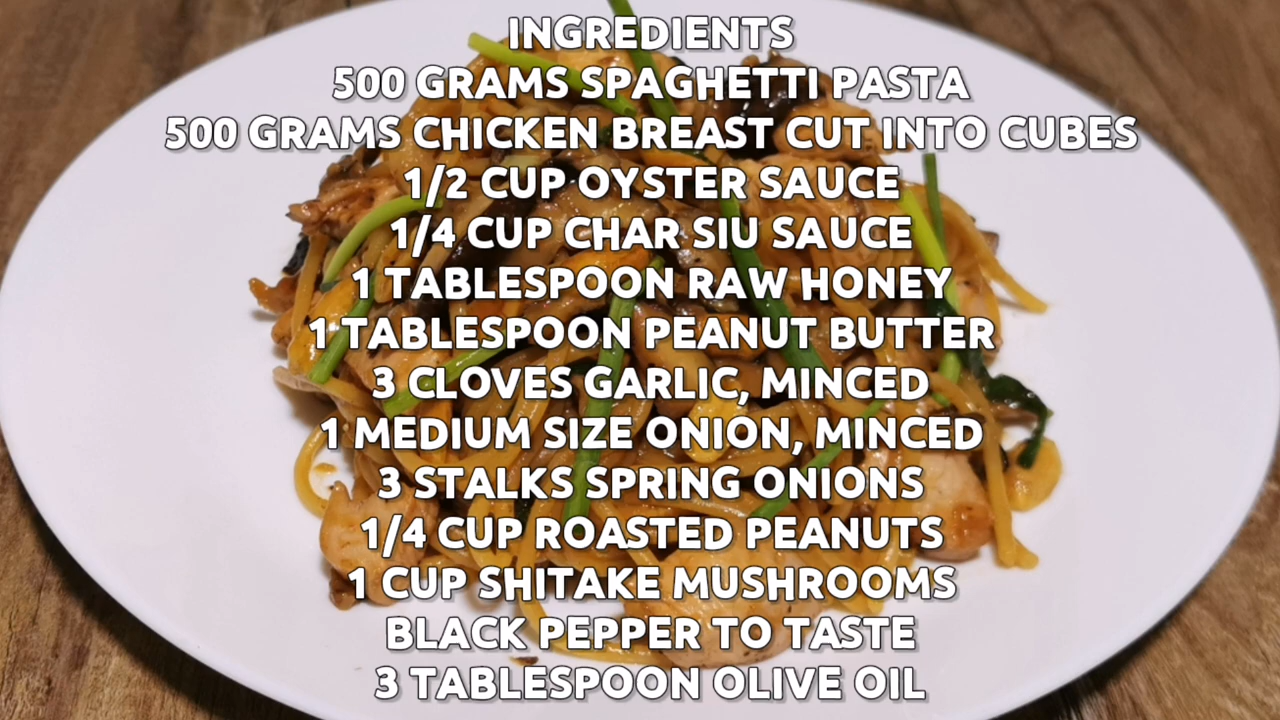 INGREDIENTS
500 GRAMS SPAGHETTI PASTA
500 GRAMS CHICKEN BREAST CUT INTO CUBES
1/2 CUP OYSTER SAUCE
1/4 CUP CHAR SIU SAUCE
1 TABLESPOON RAW HONEY
1 TABLESPOON PEANUT BUTTER
3 CLOVES GARLIC, MINCED
1 MEDIUM SIZE ONION, MINCED
3 STALKS SPRING ONIONS
1/4 CUP ROASTED PEANUTS
1 CUP SHITAKE MUSHROOMS
BLACK PEPPER TO TASTE
3 TABLESPOON OLIVE OIL